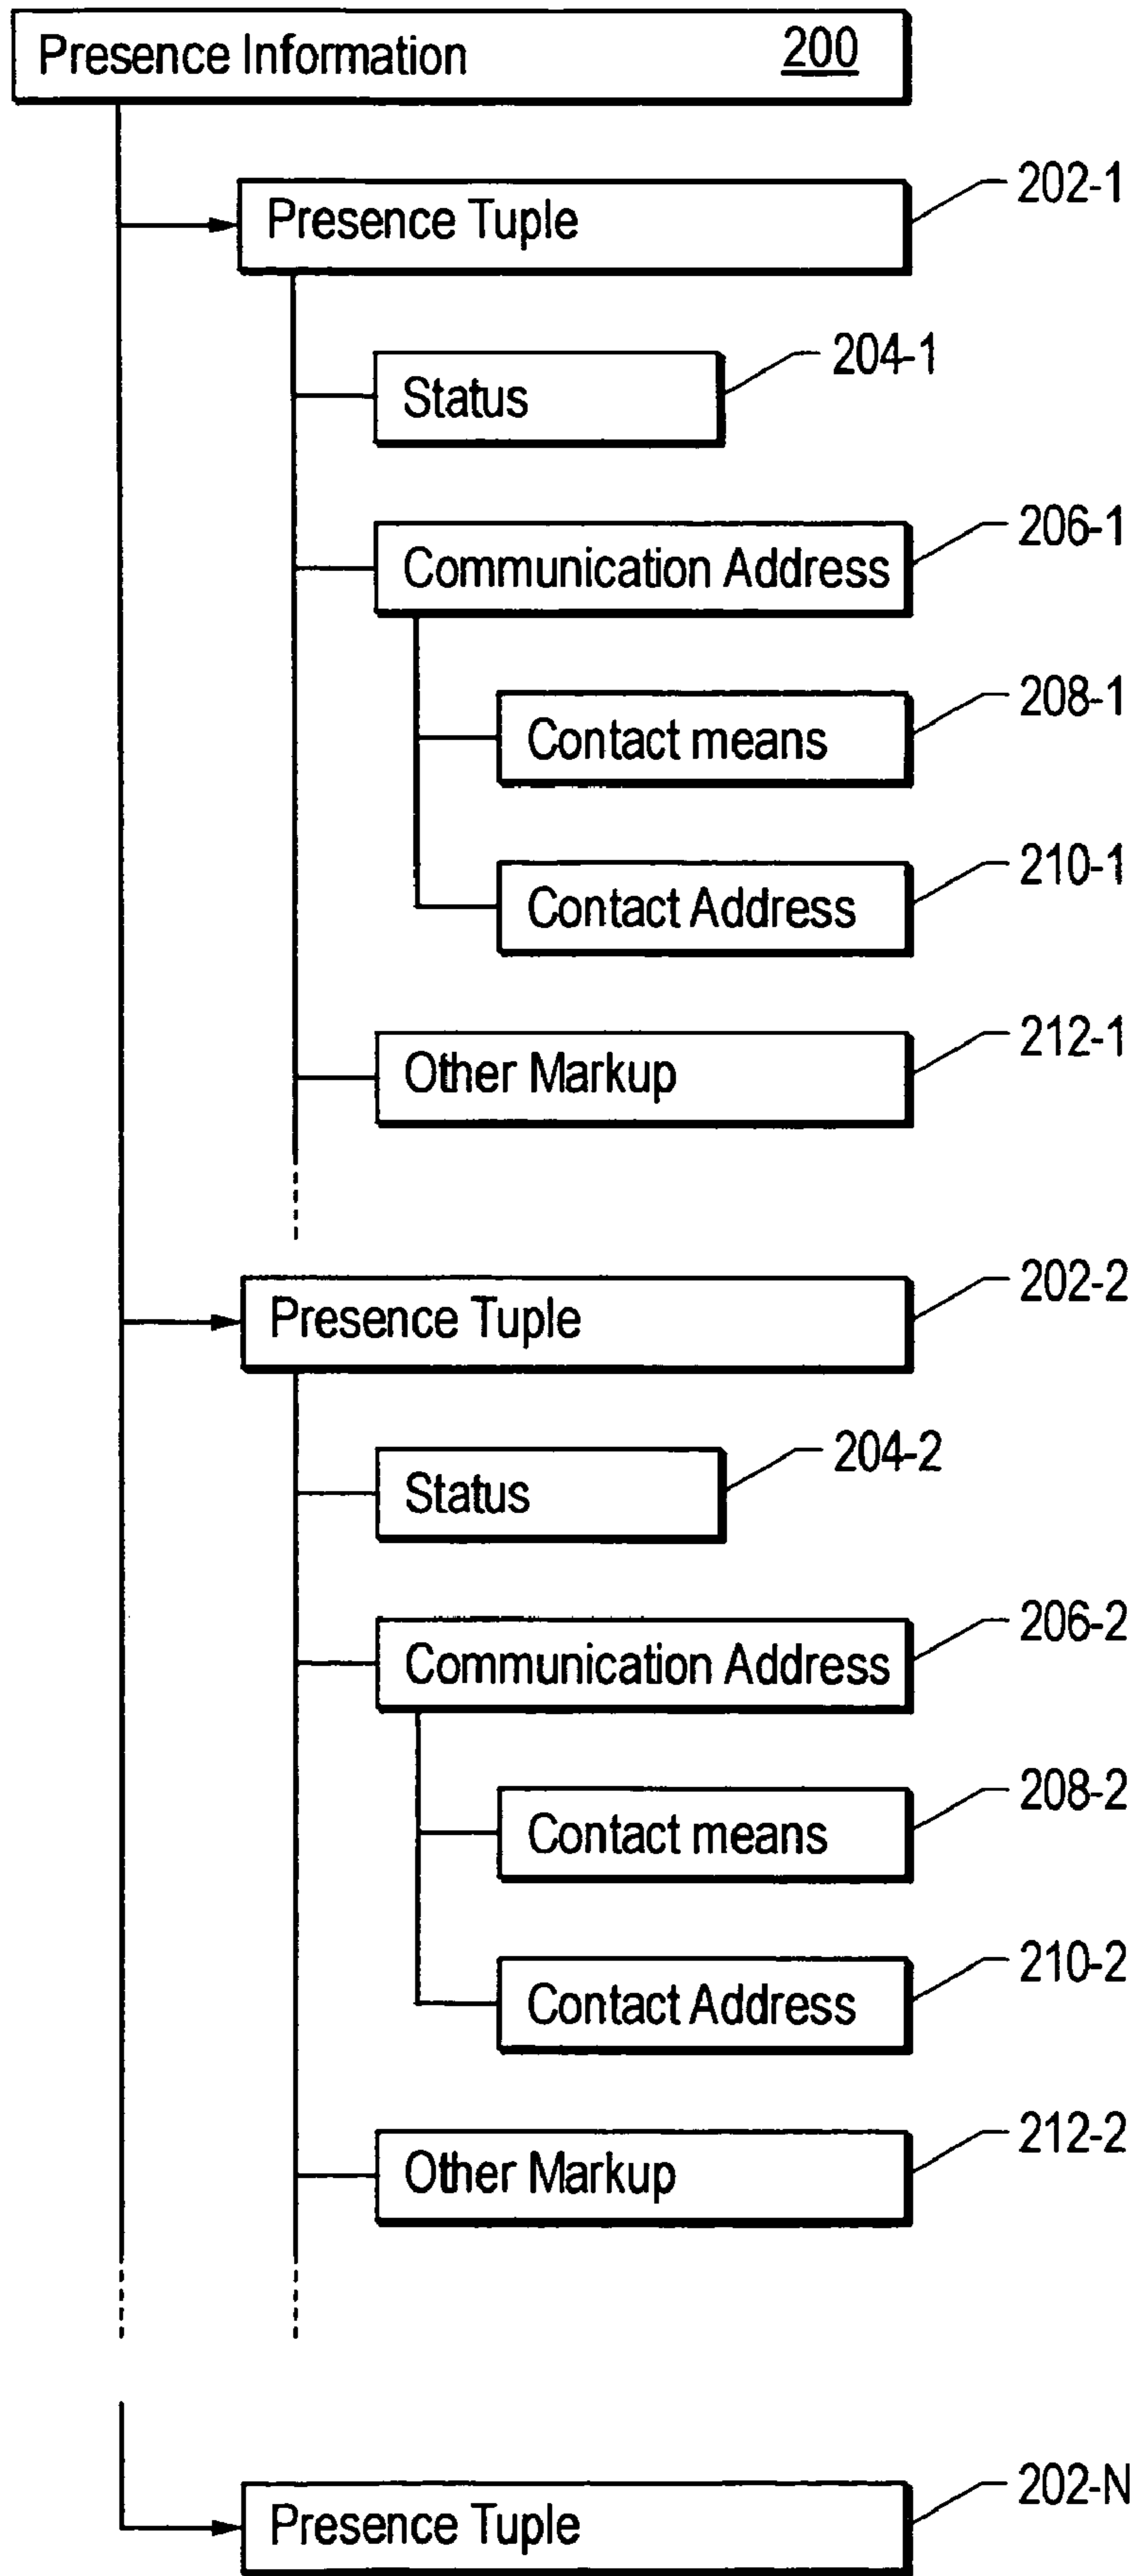 Presence Information 200
Presence Tuple 202-1
Status 204-1
Communication Address 206-1
Contact means 208-1
Contact Address 210-1
Other Markup 212-1
Presence Tuple 202-2
Status 204-2
Communication Address 206-2
Contact means 208-2
Contact Address 210-2
Other Markup 212-2
Presence Tuple 202-N